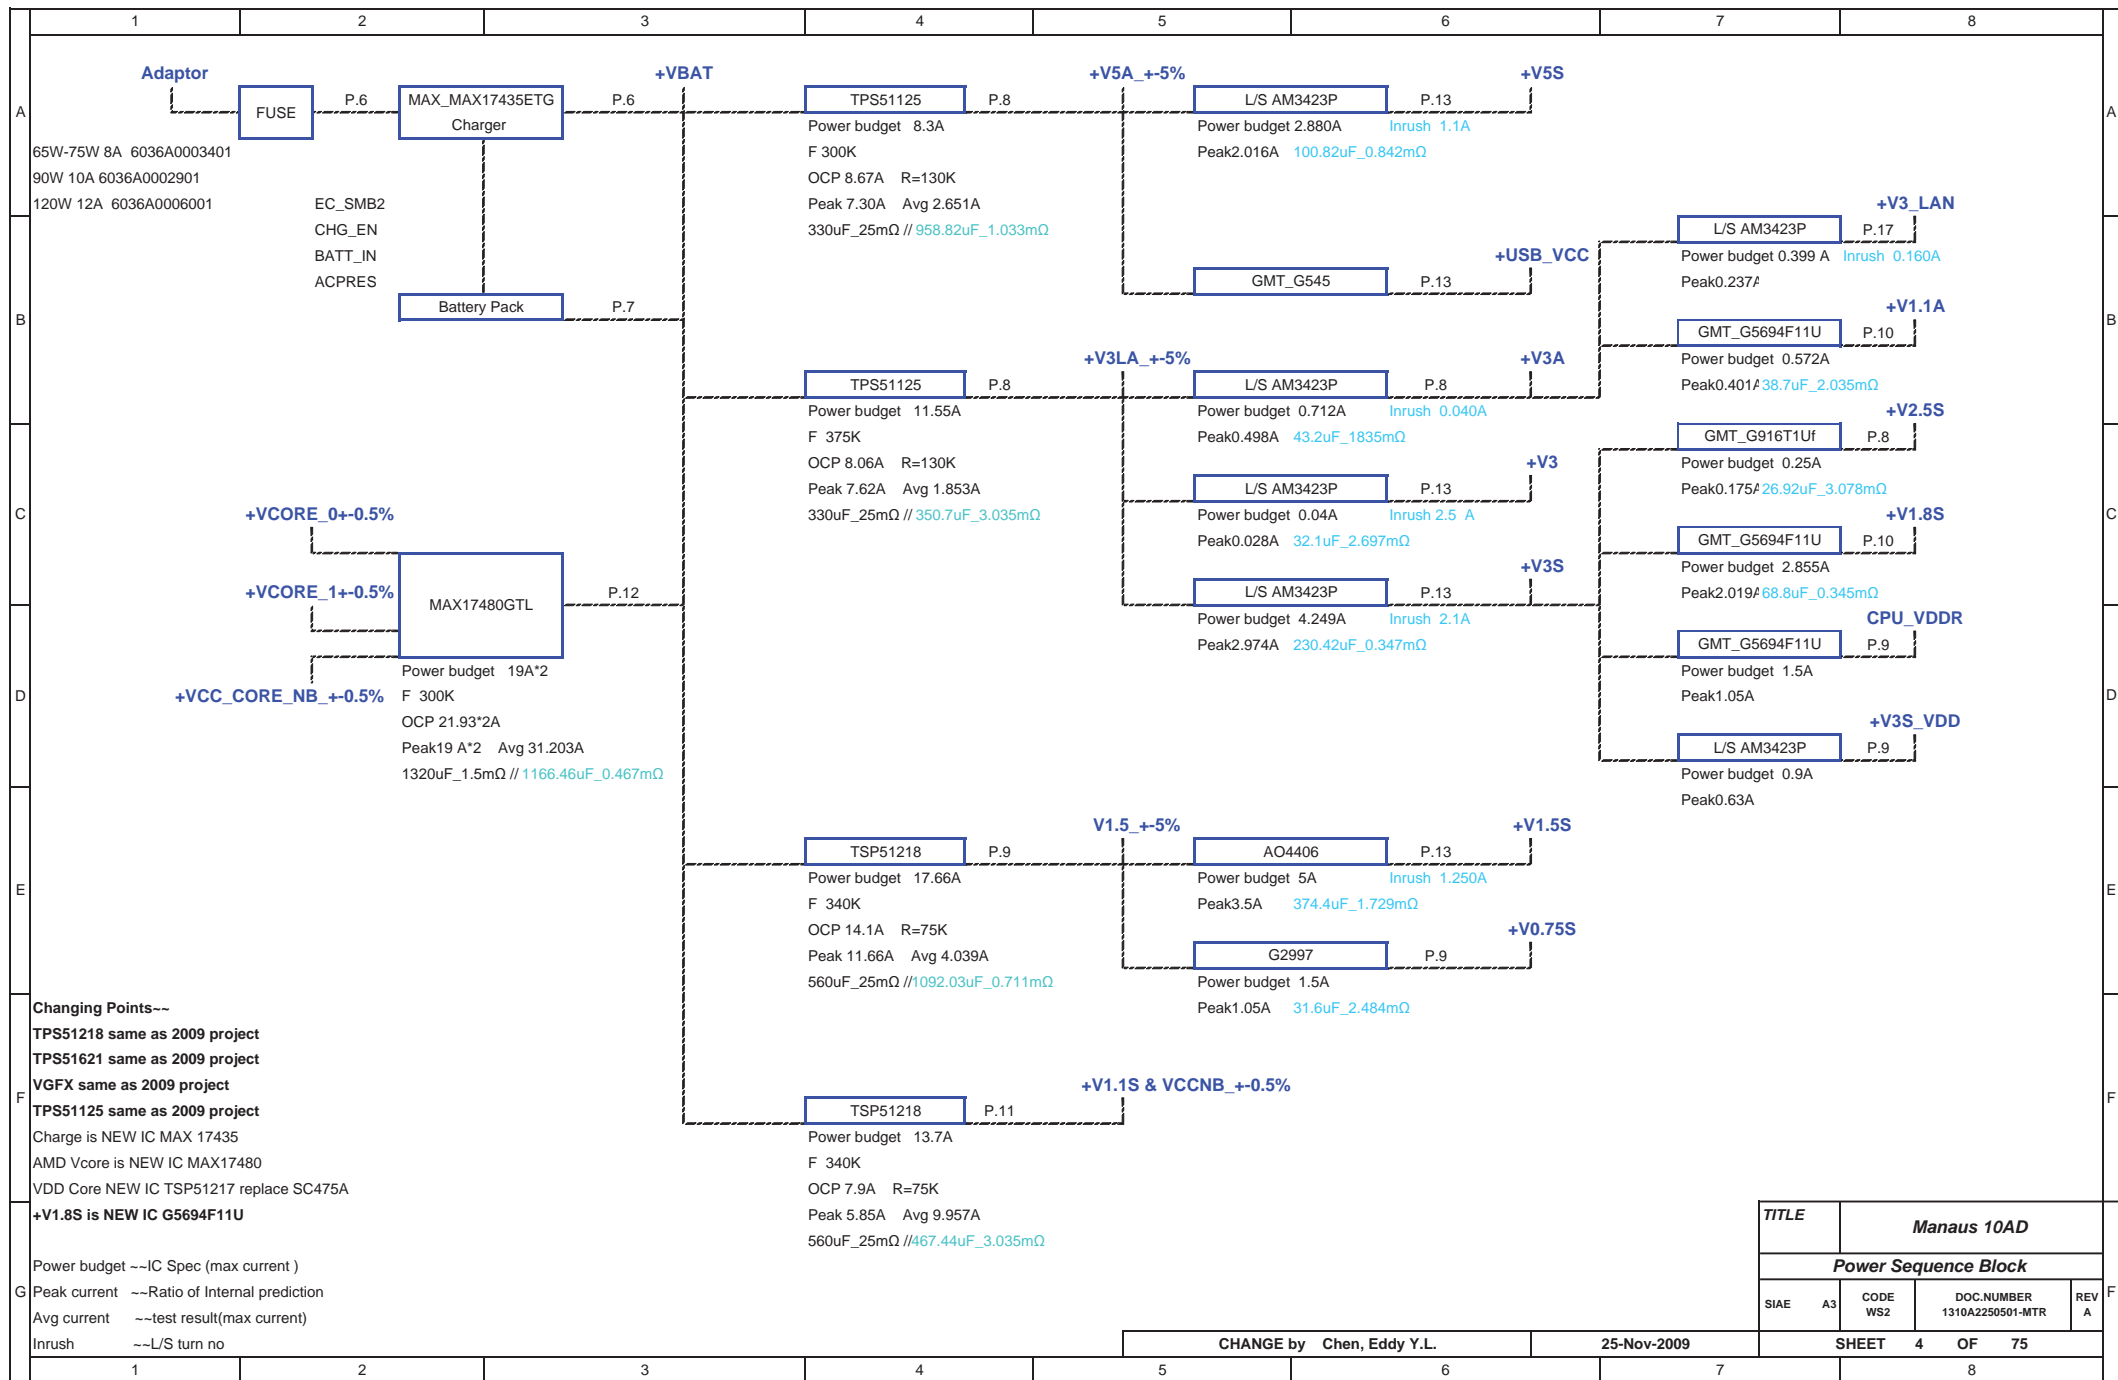 1 2 3 4 5 6 7 8
Adaptor
+VBAT
+V5A_+-5%
+V5S
A
FUSE
P.6
MAX_MAX17435ETG
Charger
P.6
TPS51125
P.8
L/S AM3423P
P.13
A
Power budget 8.3A
Power budget 2.880A
Inrush 1.1A
65W-75W 8A 6036A0003401
F 300K
Peak2.016A
100.82uF_0.842mΩ
90W 10A 6036A0002901
OCP 8.67A R=130K
120W 12A 6036A0006001
EC_SMB2
Peak 7.30A Avg 2.651A
+V3_LAN
CHG_EN
330uF_25mΩ // 958.82uF_1.033mΩ
L/S AM3423P
P.17
BATT_IN
+USB_VCC
Power budget 0.399 A
Inrush 0.160A
ACPRES
GMT_G545
P.13
Peak0.237A
B
Battery Pack
P.7
+V1.1A
B
GMT_G5694F11U
P.10
+V3LA_+-5%
+V3A
Power budget 0.572A
TPS51125
P.8
L/S AM3423P
P.8
Peak0.401A
38.7uF_2.035mΩ
Power budget 11.55A
Power budget 0.712A
Inrush 0.040A
+V2.5S
F 375K
Peak0.498A
43.2uF_1835mΩ
GMT_G916T1Uf
P.8
OCP 8.06A R=130K
+V3
Power budget 0.25A
Peak 7.62A Avg 1.853A
L/S AM3423P
P.13
Peak0.175A
26.92uF_3.078mΩ
C
+VCORE_0+-0.5%
330uF_25mΩ // 350.7uF_3.035mΩ
Power budget 0.04A
Inrush 2.5 A
+V1.8S
C
Peak0.028A
32.1uF_2.697mΩ
GMT_G5694F11U
P.10
+V3S
Power budget 2.855A
+VCORE_1+-0.5%
MAX17480GTL
P.12
L/S AM3423P
P.13
Peak2.019A
68.8uF_0.345mΩ
Power budget 4.249A
Inrush 2.1A
CPU_VDDR
Peak2.974A
230.42uF_0.347mΩ
GMT_G5694F11U
P.9
Power budget 19A*2
Power budget 1.5A
D
+VCC_CORE_NB_+-0.5%
F 300K
Peak1.05A
D
OCP 21.93*2A
+V3S_VDD
Peak19 A*2 Avg 31.203A
L/S AM3423P
P.9
1320uF_1.5mΩ // 1166.46uF_0.467mΩ
Power budget 0.9A
Peak0.63A
V1.5_+-5%
+V1.5S
TSP51218
P.9
AO4406
P.13
Power budget 17.66A
Power budget 5A
Inrush 1.250A
E
F 340K
Peak3.5A
374.4uF_1.729mΩ
E
OCP 14.1A R=75K
+V0.75S
Peak 11.66A Avg 4.039A
G2997
P.9
560uF_25mΩ //1092.03uF_0.711mΩ
Power budget 1.5A
Peak1.05A
31.6uF_2.484mΩ
Changing Points~~
TPS51218 same as 2009 project
TPS51621 same as 2009 project
VGFX same as 2009 project
+V1.1S & VCCNB_+-0.5%
F
TPS51125 same as 2009 project
TSP51218
P.11
F
Charge is NEW IC MAX 17435
Power budget 13.7A
AMD Vcore is NEW IC MAX17480
F 340K
VDD Core NEW IC TSP51217 replace SC475A
OCP 7.9A R=75K
+V1.8S is NEW IC G5694F11U
Peak 5.85A Avg 9.957A
560uF_25mΩ //467.44uF_3.035mΩ
TITLE
Manaus 10AD
Power budget ~~IC Spec (max current )
Power Sequence Block
G
Peak current ~~Ratio of Internal prediction
F
Avg current ~~test result(max current)
SIAE A3
CODE
WS2
DOC.NUMBER
1310A2250501-MTR
REV
A
Inrush ~~L/S turn no
CHANGE by Chen, Eddy Y.L.
25-Nov-2009
SHEET 4 OF 75
1 2 3 4 5 6 7 8